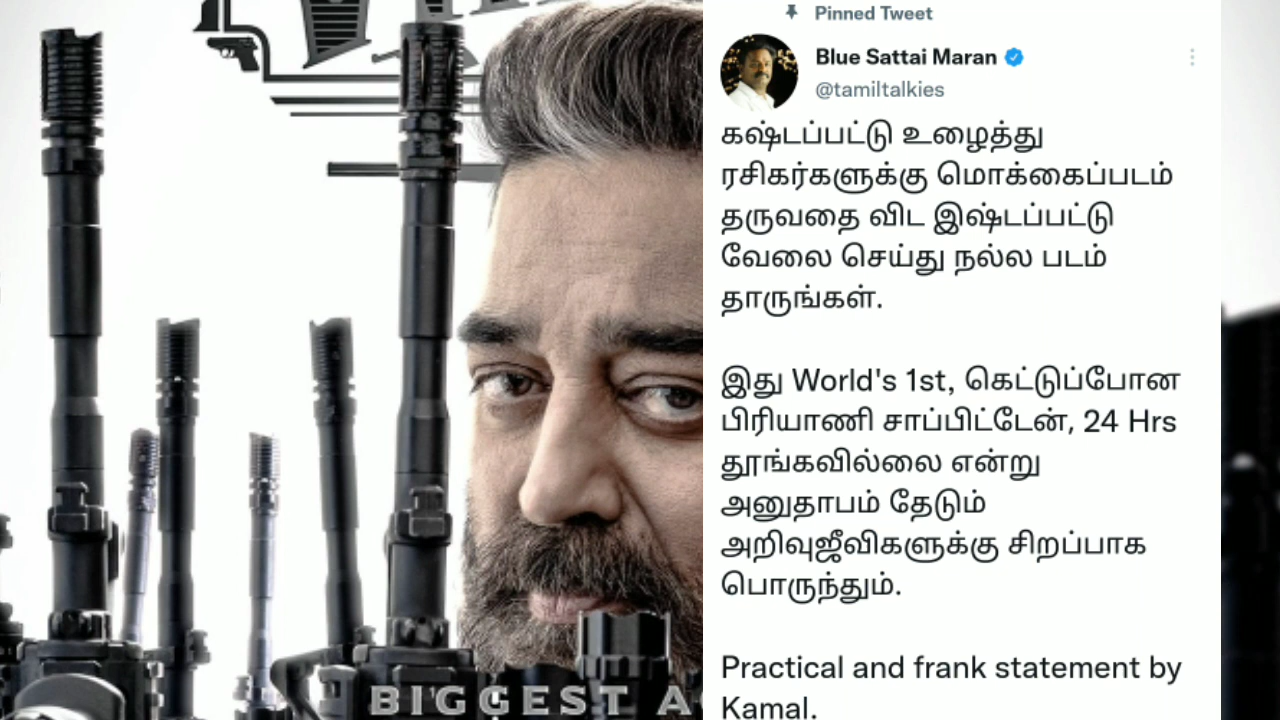 BIGGEST
Pinned Tweet
Blue Sattai Maran
@tamiltalkies
கஷ்டப்பட்டு உழைத்து
ரசிகர்களுக்கு மொக்கைப்படம்
தருவதை விட இஷ்டப்பட்டு
வேலை செய்து நல்ல படம்
தாருங்கள்.
இது World's 1st, கெட்டுப்போன
பிரியாணி சாப்பிட்டேன், 24 Hrs
தூங்கவில்லை என்று
அனுதாபம் தேடும்
அறிவுஜீவிகளுக்கு சிறப்பாக
பொருந்தும்.
Practical and frank statement by
Kamal.